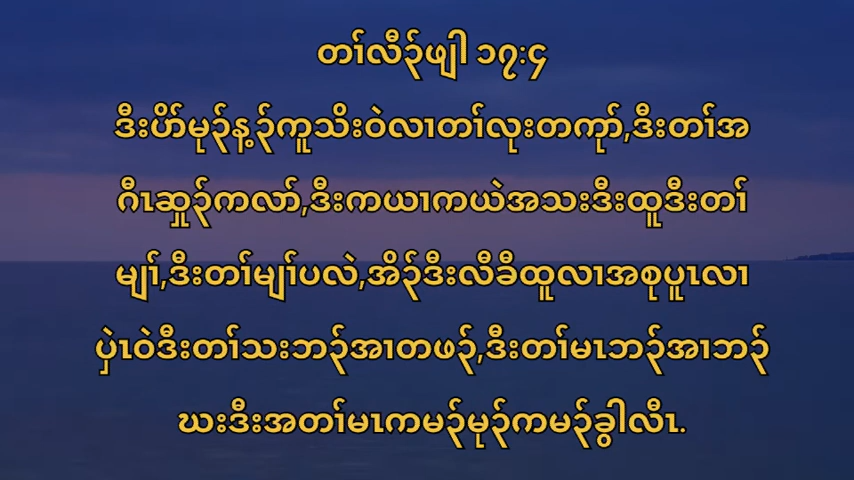 တၢ်လီၣ်ဖျါ ၁၇:၄
ဒီးပိာ်မုၣ်န့ၣ်ကူသိးဝဲလၢတၢ်လုးတကုာ်,ဒီးတၢ်အ
ဂီၤဆှုၣ်ကလာ်,ဒီးကယၢကယဲအသးဒီးထူဒီးတၢ်
မျၢ်,ဒီးတၢ်မျၢ်ပလဲ,အိၣ်ဒီးလီခီထူလၢအစုပူၤလၢ
ပှဲၤဝဲဒီးတၢ်သးဘၣ်အၢတဖၣ်,ဒီးတၢ်မၤဘၣ်အၢဘၣ်
ဃးဒီးအတၢ်မၤကမၣ်မုၣ်ကမၣ်ခွါလီၤ.